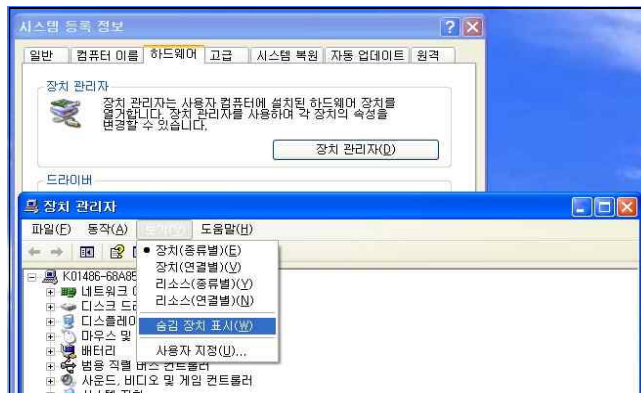 시스템 등록 정보
일반 컴퓨터 이름 하드웨어 고급 시스템 복원 자동 업데이트 원격
장치 관리자
장치 관리자는 사용자 컴퓨터에 설치된 하드웨어 장치를
열거합니다. 장치 관리자를 사용하여 각 장치의 속성을
변경할 수 있습니다.
장치 관리자(D)
드라이버
장치 관리자
파일(F) 동작(A) 도움말(H)
장치(종류별)(E)
장치(연결별)(V)
리소스(종류별)(Y)
리소스(연결별)(N)
숨김 장치 표시(W)
사용자 지정(U)...
K01486-68A85
네트워크
디스크
디스플레이
마우스 및
배터리
범용 직렬 버스 컨트롤러
사운드, 비디오 및 게임 컨트롤러